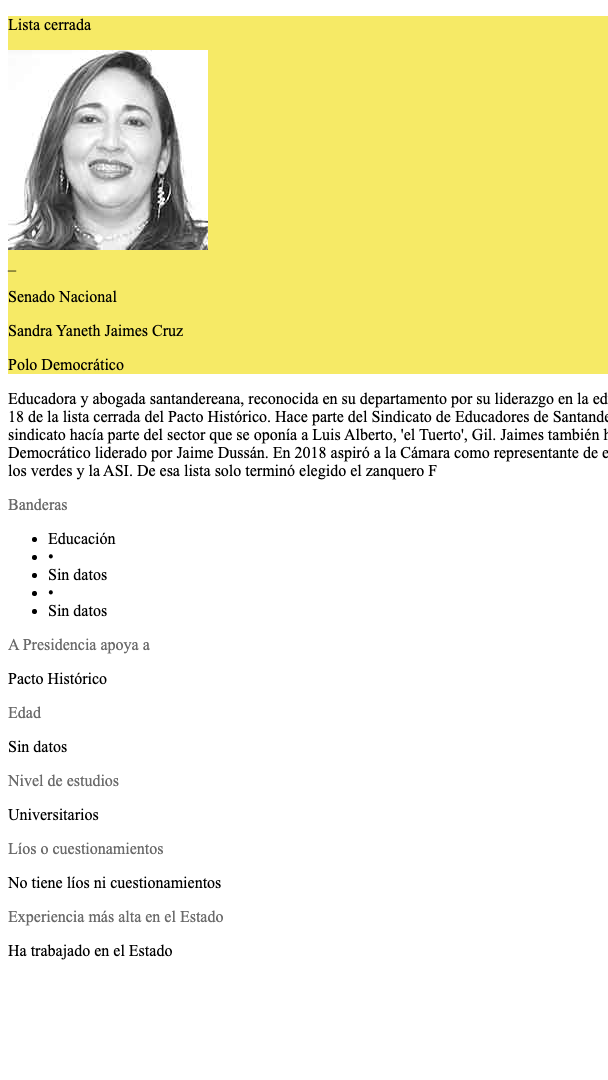 Lista cerrada
_
Senado Nacional
Sandra Yaneth Jaimes Cruz
Polo Democrático
Educadora y abogada santandereana, reconocida en su departamento por su liderazgo en la ed
18 de la lista cerrada del Pacto Histórico. Hace parte del Sindicato de Educadores de Santande
sindicato hacía parte del sector que se oponía a Luis Alberto, 'el Tuerto', Gil. Jaimes también h
Democrático liderado por Jaime Dussán. En 2018 aspiró a la Cámara como representante de e
los verdes y la ASI. De esa lista solo terminó elegido el zanquero F
Banderas
• Educación
• •
• Sin datos
• •
• Sin datos
A Presidencia apoya a
Pacto Histórico
Edad
Sin datos
Nivel de estudios
Universitarios
Líos o cuestionamientos
No tiene líos ni cuestionamientos
Experiencia más alta en el Estado
Ha trabajado en el Estado